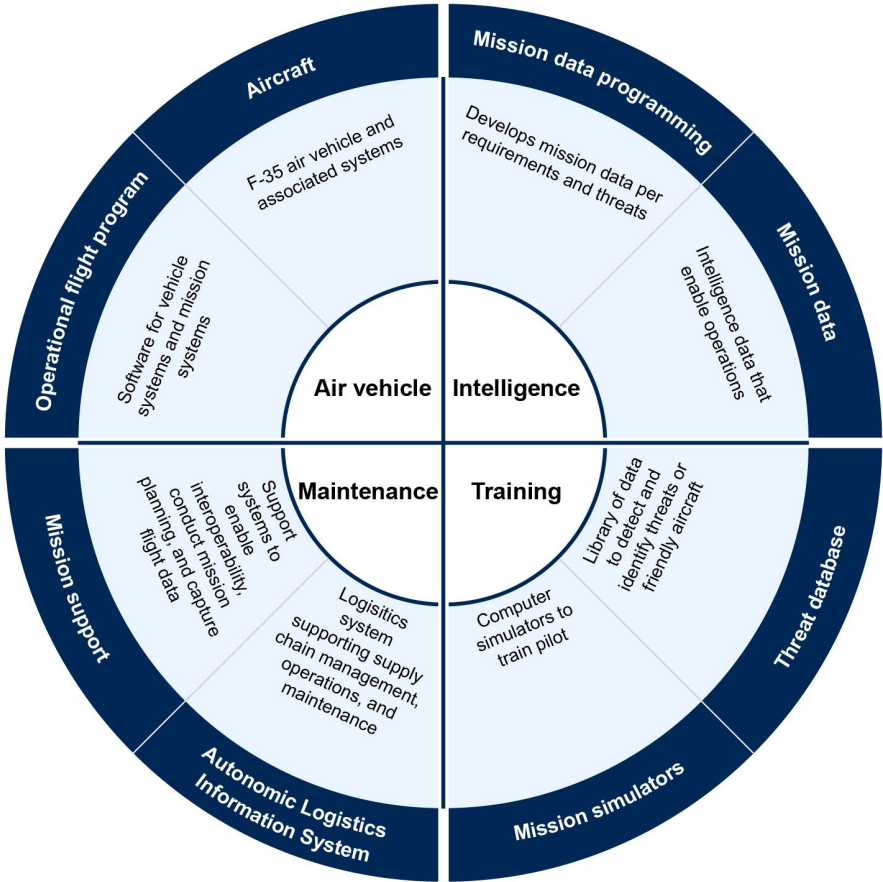 Aircraft
F-35 air vehicle and
associated systems
Operational flight program
Software for vehicle
systems and mission
systems
Air vehicle
Mission data programming
Develops mission data per
requirements and threats
Mission data
Intelligence data that
enable operations
Intelligence
Maintenance
Mission support
Support
systems to
enable
interoperability,
conduct mission
planning, and capture
flight data
Autonomic Logistics
Information System
Logisitics
system
supporting supply
chain management,
operations, and
maintenance
Training
Threat database
Library of data
to detect and
identify threats or
friendly aircraft
Mission simulators
Computer
simulators to
train pilot